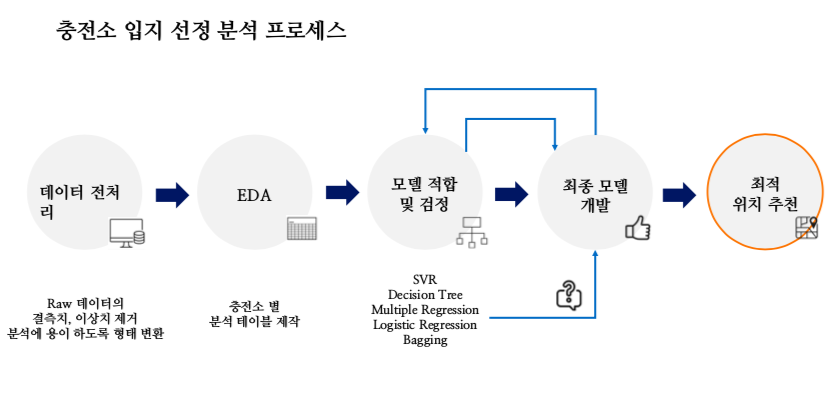 충전소 입지 선정 분석 프로세스
데이터 전처
리
EDA
모델 적합
및 검정
최종 모델
개발
최적
위치 추천
Raw 데이터의
결측치, 이상치 제거
분석에 용이 하도록 형태 변환
충전소 별
분석 테이블 제작
SVR
Decision Tree
Multiple Regression
Logistic Regression
Bagging
?